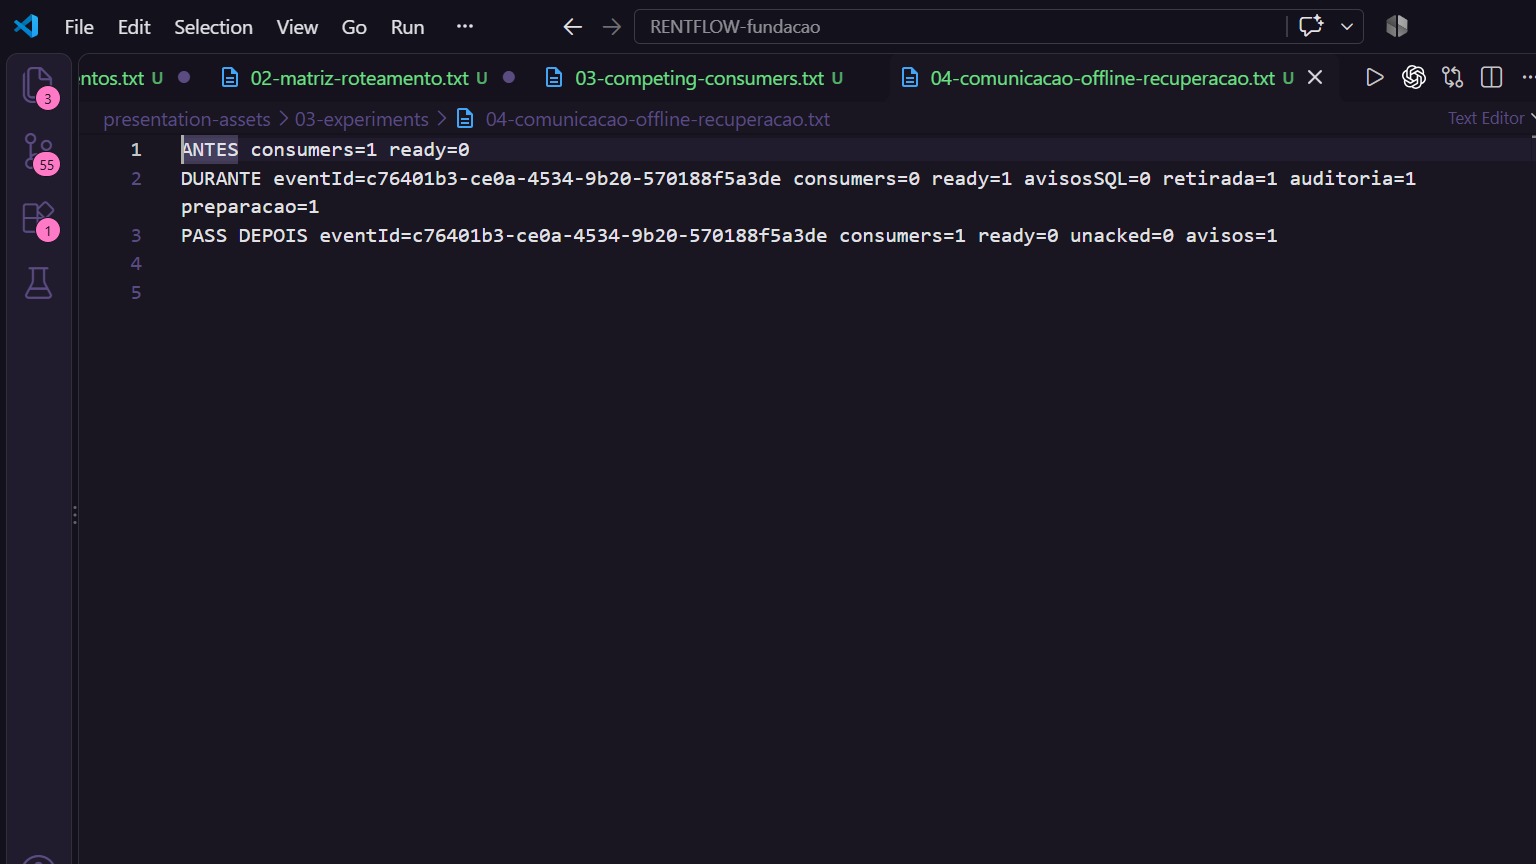 File Edit Selection View Go Run ···
RENTFLOW-fundacao
entos.txt U
02-matriz-roteamento.txt U
03-competing-consumers.txt U
04-comunicacao-offline-recuperacao.txt U
presentation-assets > 03-experiments > 04-comunicacao-offline-recuperacao.txt
Text Editor
3
55
1
1 ANTES consumers=1 ready=0
2 DURANTE eventId=c76401b3-ce0a-4534-9b20-570188f5a3de consumers=0 ready=1 avisosSQL=0 retirada=1 auditoria=1
preparacao=1
3 PASS DEPOIS eventId=c76401b3-ce0a-4534-9b20-570188f5a3de consumers=1 ready=0 unacked=0 avisos=1
4
5